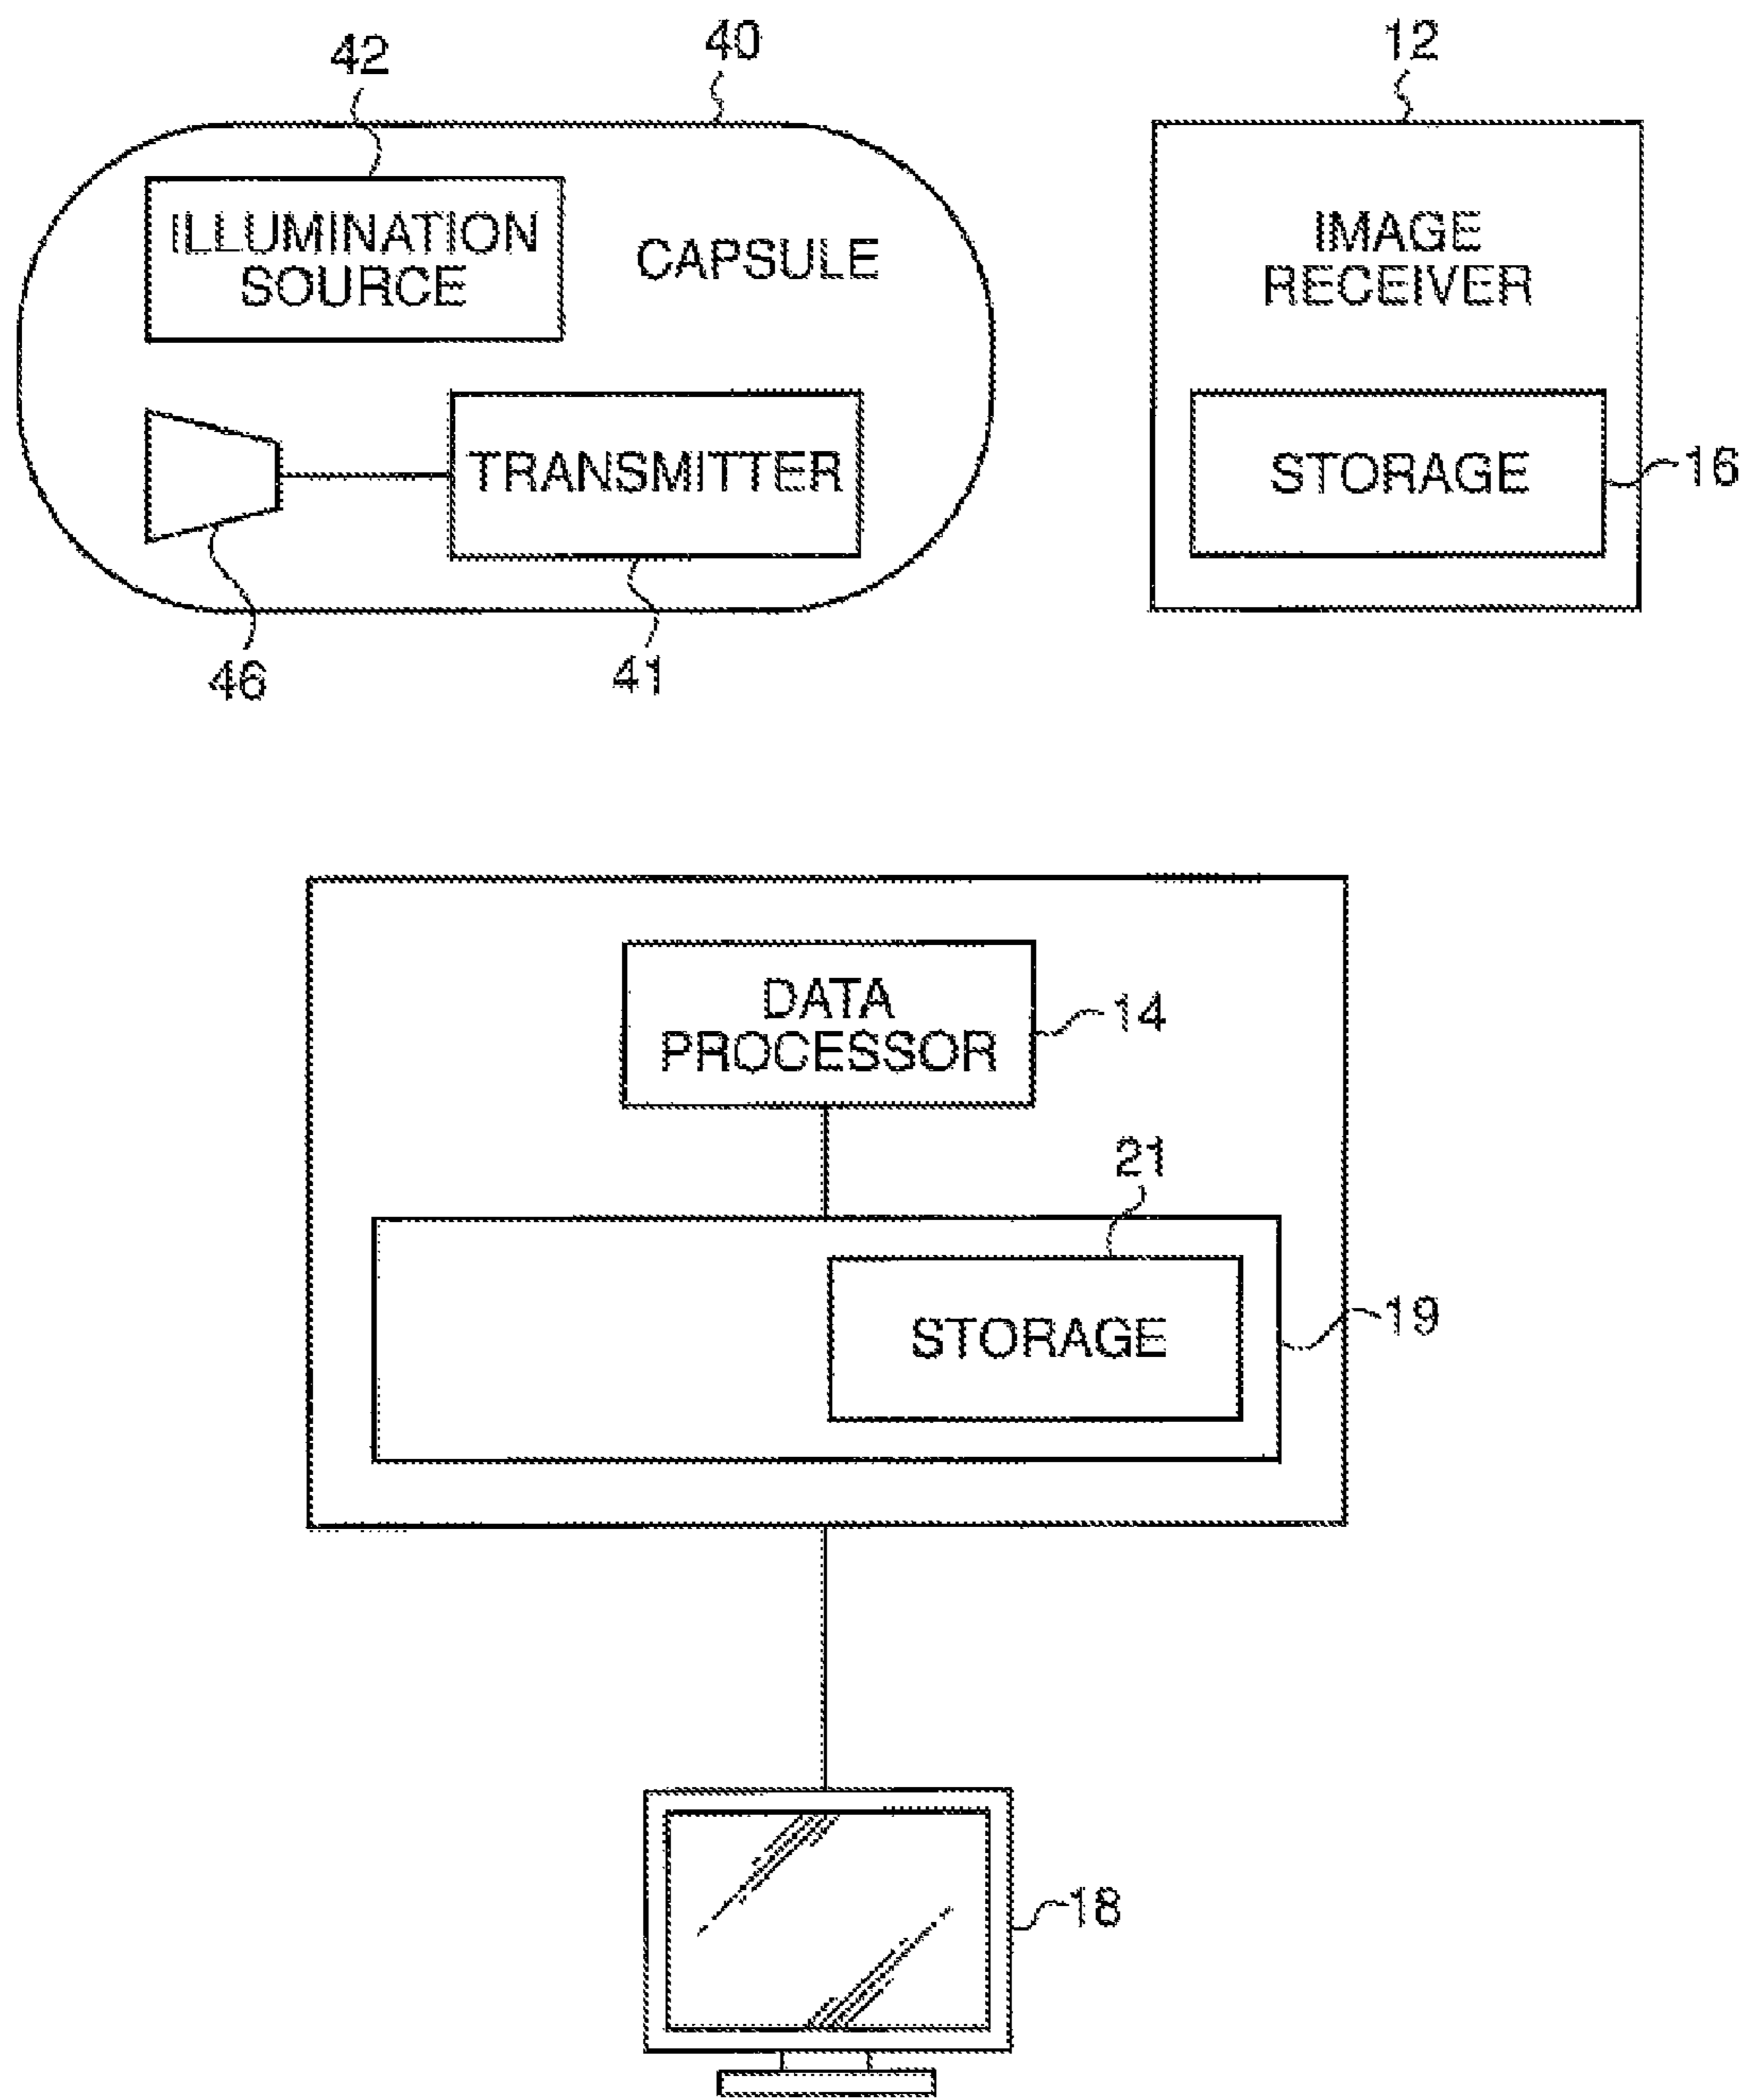 42
40
12
ILLUMINATION
SOURCE
CAPSULE
IMAGE
RECEIVER
TRANSMITTER
STORAGE
16
46
41
DATA
PROCESSOR
14
21
STORAGE
19
18